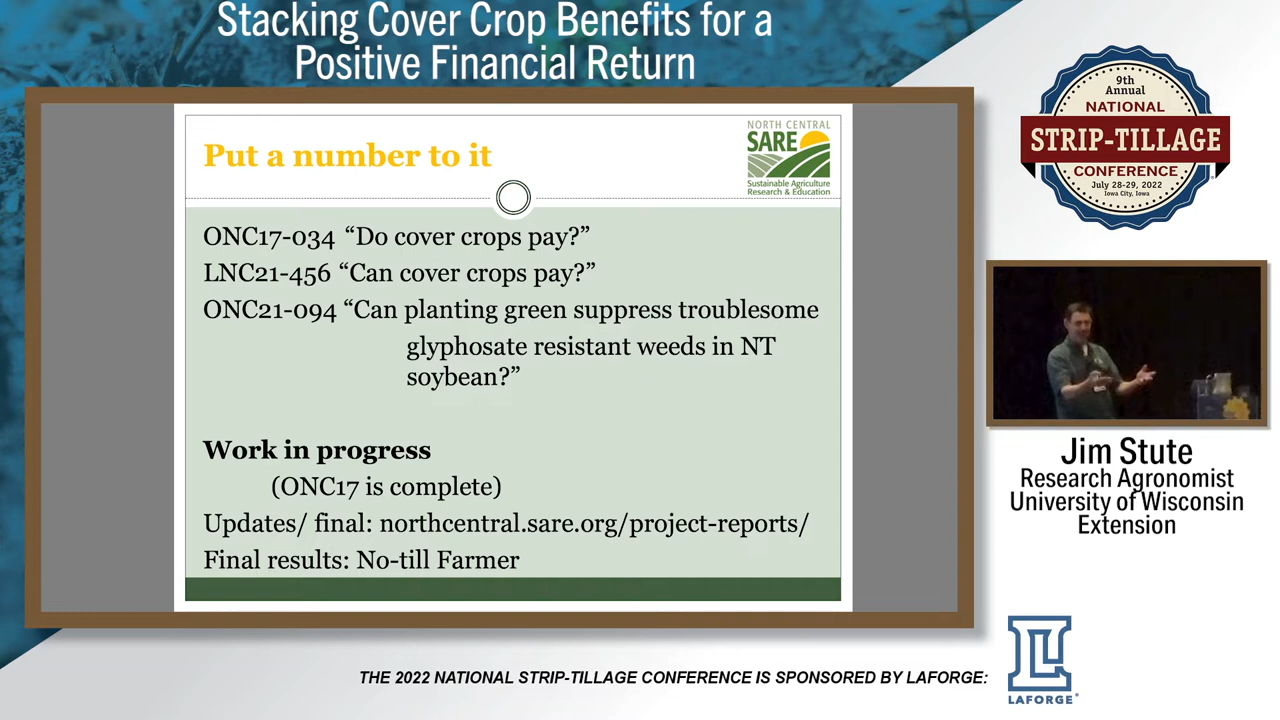 Stacking Cover Crop Benefits for a
Positive Financial Return
Put a number to it
NORTH CENTRAL
SARE
Sustainable Agriculture
Research & Education
ONC17-034 “Do cover crops pay?”
LNC21-456 “Can cover crops pay?”
ONC21-094 “Can planting green suppress troublesome
glyphosate resistant weeds in NT
soybean?”
Work in progress
(ONC17 is complete)
Updates/ final: northcentral.sare.org/project-reports/
Final results: No-till Farmer
9th
Annual
NATIONAL
STRIP-TILLAGE
CONFERENCE
July 28-29, 2022
Iowa City, Iowa
Jim Stute
Research Agronomist
University of Wisconsin
Extension
THE 2022 NATIONAL STRIP-TILLAGE CONFERENCE IS SPONSORED BY LAFORGE:
LAFORGE®